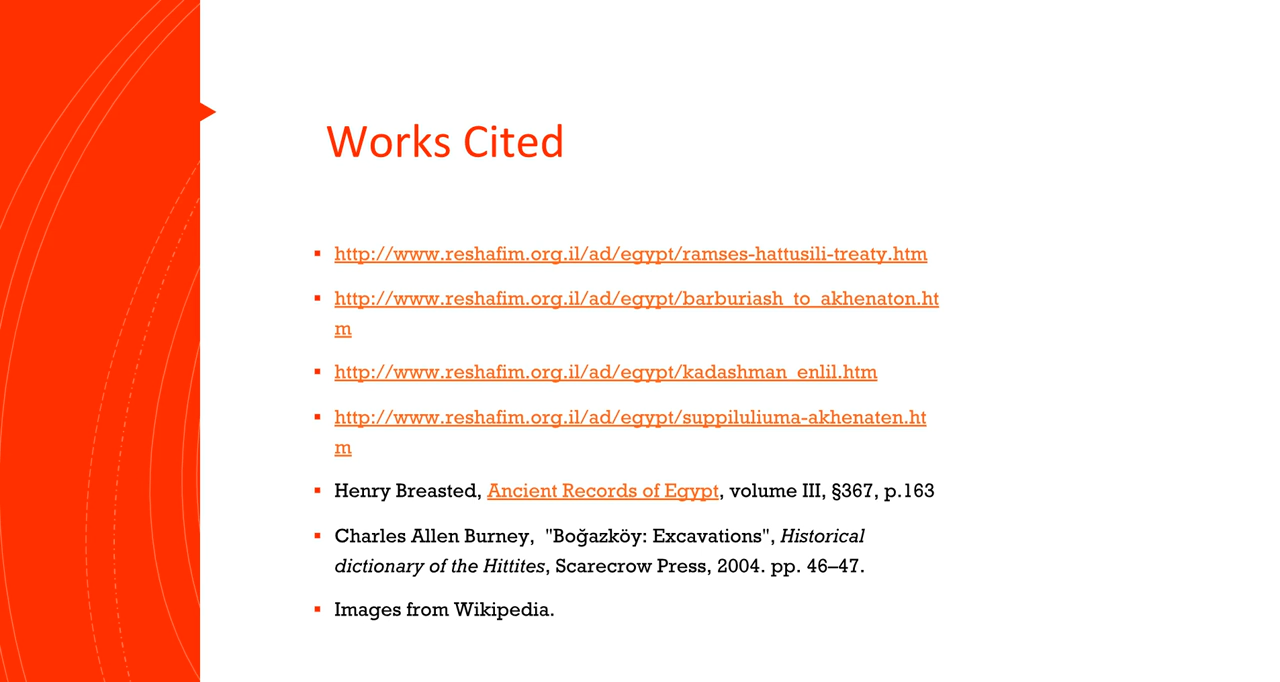 Works Cited
http://www.reshafim.org.il/ad/egypt/ramses-hattusili-treaty.htm
http://www.reshafim.org.il/ad/egypt/barburiash_to_akhenaton.ht
m
http://www.reshafim.org.il/ad/egypt/kadashman_enlil.htm
http://www.reshafim.org.il/ad/egypt/suppiluliuma-akhenaten.ht
m
Henry Breasted, Ancient Records of Egypt, volume III, §367, p.163
Charles Allen Burney, "Boğazköy: Excavations", Historical
dictionary of the Hittites, Scarecrow Press, 2004. pp. 46–47.
Images from Wikipedia.